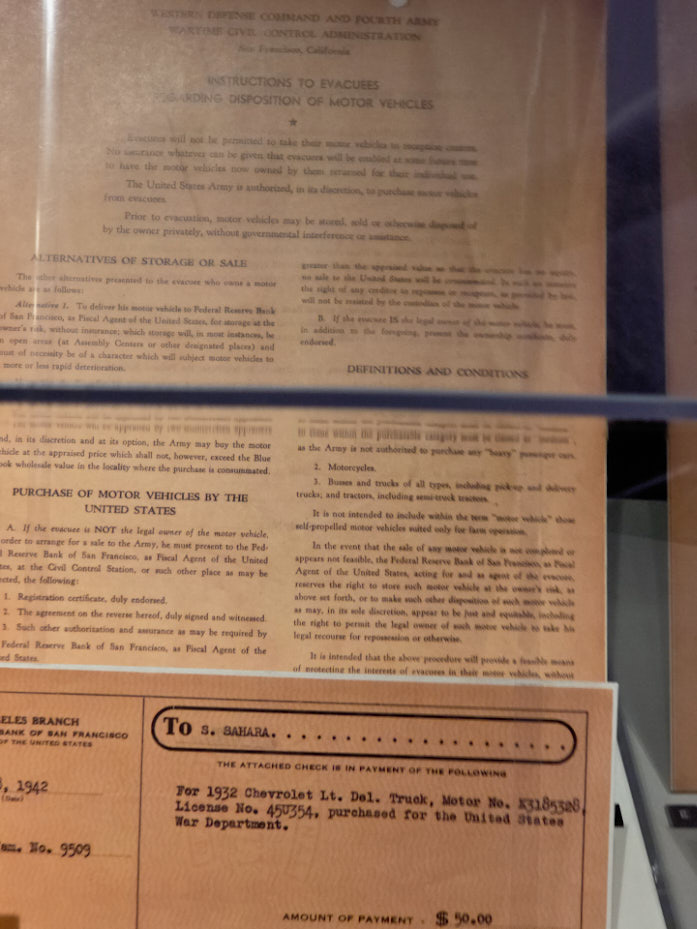 WESTERN DEFENSE COMMAND AND FOURTH ARMY
WARTIME CIVIL CONTROL ADMINISTRATION
San Francisco, California
INSTRUCTIONS TO EVACUEES
REGARDING DISPOSITION OF MOTOR VEHICLES
Evacuees will not be permitted to take their motor vehicles to reception centers.
No insurance whatever can be given that evacuees will be enabled at some future time
to have the motor vehicles now owned by them returned for their individual use.
The United States Army is authorized, in its discretion, to purchase motor vehicles
from evacuees.
Prior to evacuation, motor vehicles may be stored, sold or otherwise disposed of
by the owner privately, without governmental interference or assistance.
ALTERNATIVES OF STORAGE OR SALE
The other alternatives presented to the evacuee who owns a motor
vehicle are as follows:
Alternative 1. To deliver his motor vehicle to Federal Reserve Bank
of San Francisco, as Fiscal Agent of the United States, for storage at the
owner's risk, without insurance; which storage will, in most instances, be
n open areas (at Assembly Centers or other designated places) and
must of necessity be of a character which will subject motor vehicles to
more or less rapid deterioration.
nd, in its discretion and at its option, the Army may buy the motor
hicle at the appraised price which shall not, however, exceed the Blue
ook wholesale value in the locality where the purchase is consummated.
PURCHASE OF MOTOR VEHICLES BY THE
UNITED STATES
A. If the evacuee is NOT the legal owner of the motor vehicle,
order to arrange for a sale to the Army, he must present to the Fed-
l Reserve Bank of San Francisco, as Fiscal Agent of the United
tes, at the Civil Control Station, or such other place as may be
cted, the following:
1. Registration certificate, duly endorsed.
2. The agreement on the reverse hereof, duly signed and witnessed.
3. Such other authorization and assurance as may be required by
Federal Reserve Bank of San Francisco, as Fiscal Agent of the
ed States.
greater than the appraised value so that the evacuee has no equity,
no sale to the United States will be consummated. In such an instance
the right of any creditor to repossess or recapture, as provided by law,
will not be resisted by the custodian of the motor vehicle.
B. If the evacuee IS the legal owner of the motor vehicle, he must,
in addition to the foregoing, present the ownership certificate, duly
endorsed.
DEFINITIONS AND CONDITIONS
as the Army is not authorized to purchase any "heavy" passenger cars.
2. Motorcycles.
3. Busses and trucks of all types, including pick-up and delivery
trucks; and tractors, including semi-truck tractors.
It is not intended to include within the term "motor vehicle" those
self-propelled motor vehicles suited only for farm operation.
In the event that the sale of any motor vehicle is not completed or
appears not feasible, the Federal Reserve Bank of San Francisco, as Fiscal
Agent of the United States, acting for and as agent of the evacuee,
reserves the right to store such motor vehicle at the owner's risk, as
above set forth, or to make such other disposition of such motor vehicle
as may, in its sole discretion, appear to be just and equitable, including
the right to permit the legal owner of such motor vehicle to take his
legal recourse for repossession or otherwise.
It is intended that the above procedure will provide a feasible means
of protecting the interests of evacuees in their motor vehicles, without
ELES BRANCH
BANK OF SAN FRANCISCO
OF THE UNITED STATES
, 1942
(Date)
No. 9509
To S. SAHARA.
THE ATTACHED CHECK IS IN PAYMENT OF THE FOLLOWING
For 1932 Chevrolet Lt. Del. Truck, Motor No. K3185328,
License No. 45U354, purchased for the United States
War Department.
AMOUNT OF PAYMENT - $ 50.00